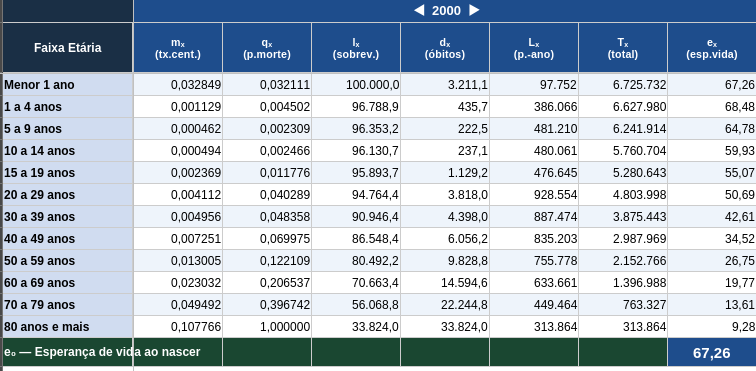 ◀ 2000 ▶
Faixa Etária mₓ (tx.cent.) qₓ (p.morte) lₓ (sobrev.) dₓ (óbitos) Lₓ (p.-ano) Tₓ (total) eₓ (esp.vida)
Menor 1 ano 0,032849 0,032111 100.000,0 3.211,1 97.752 6.725.732 67,26
1 a 4 anos 0,001129 0,004502 96.788,9 435,7 386.066 6.627.980 68,48
5 a 9 anos 0,000462 0,002309 96.353,2 222,5 481.210 6.241.914 64,78
10 a 14 anos 0,000494 0,002466 96.130,7 237,1 480.061 5.760.704 59,93
15 a 19 anos 0,002369 0,011776 95.893,7 1.129,2 476.645 5.280.643 55,07
20 a 29 anos 0,004112 0,040289 94.764,4 3.818,0 928.554 4.803.998 50,69
30 a 39 anos 0,004956 0,048358 90.946,4 4.398,0 887.474 3.875.443 42,61
40 a 49 anos 0,007251 0,069975 86.548,4 6.056,2 835.203 2.987.969 34,52
50 a 59 anos 0,013005 0,122109 80.492,2 9.828,8 755.778 2.152.766 26,75
60 a 69 anos 0,023032 0,206537 70.663,4 14.594,6 633.661 1.396.988 19,77
70 a 79 anos 0,049492 0,396742 56.068,8 22.244,8 449.464 763.327 13,61
80 anos e mais 0,107766 1,000000 33.824,0 33.824,0 313.864 313.864 9,28
e₀ — Esperança de vida ao nascer 67,26